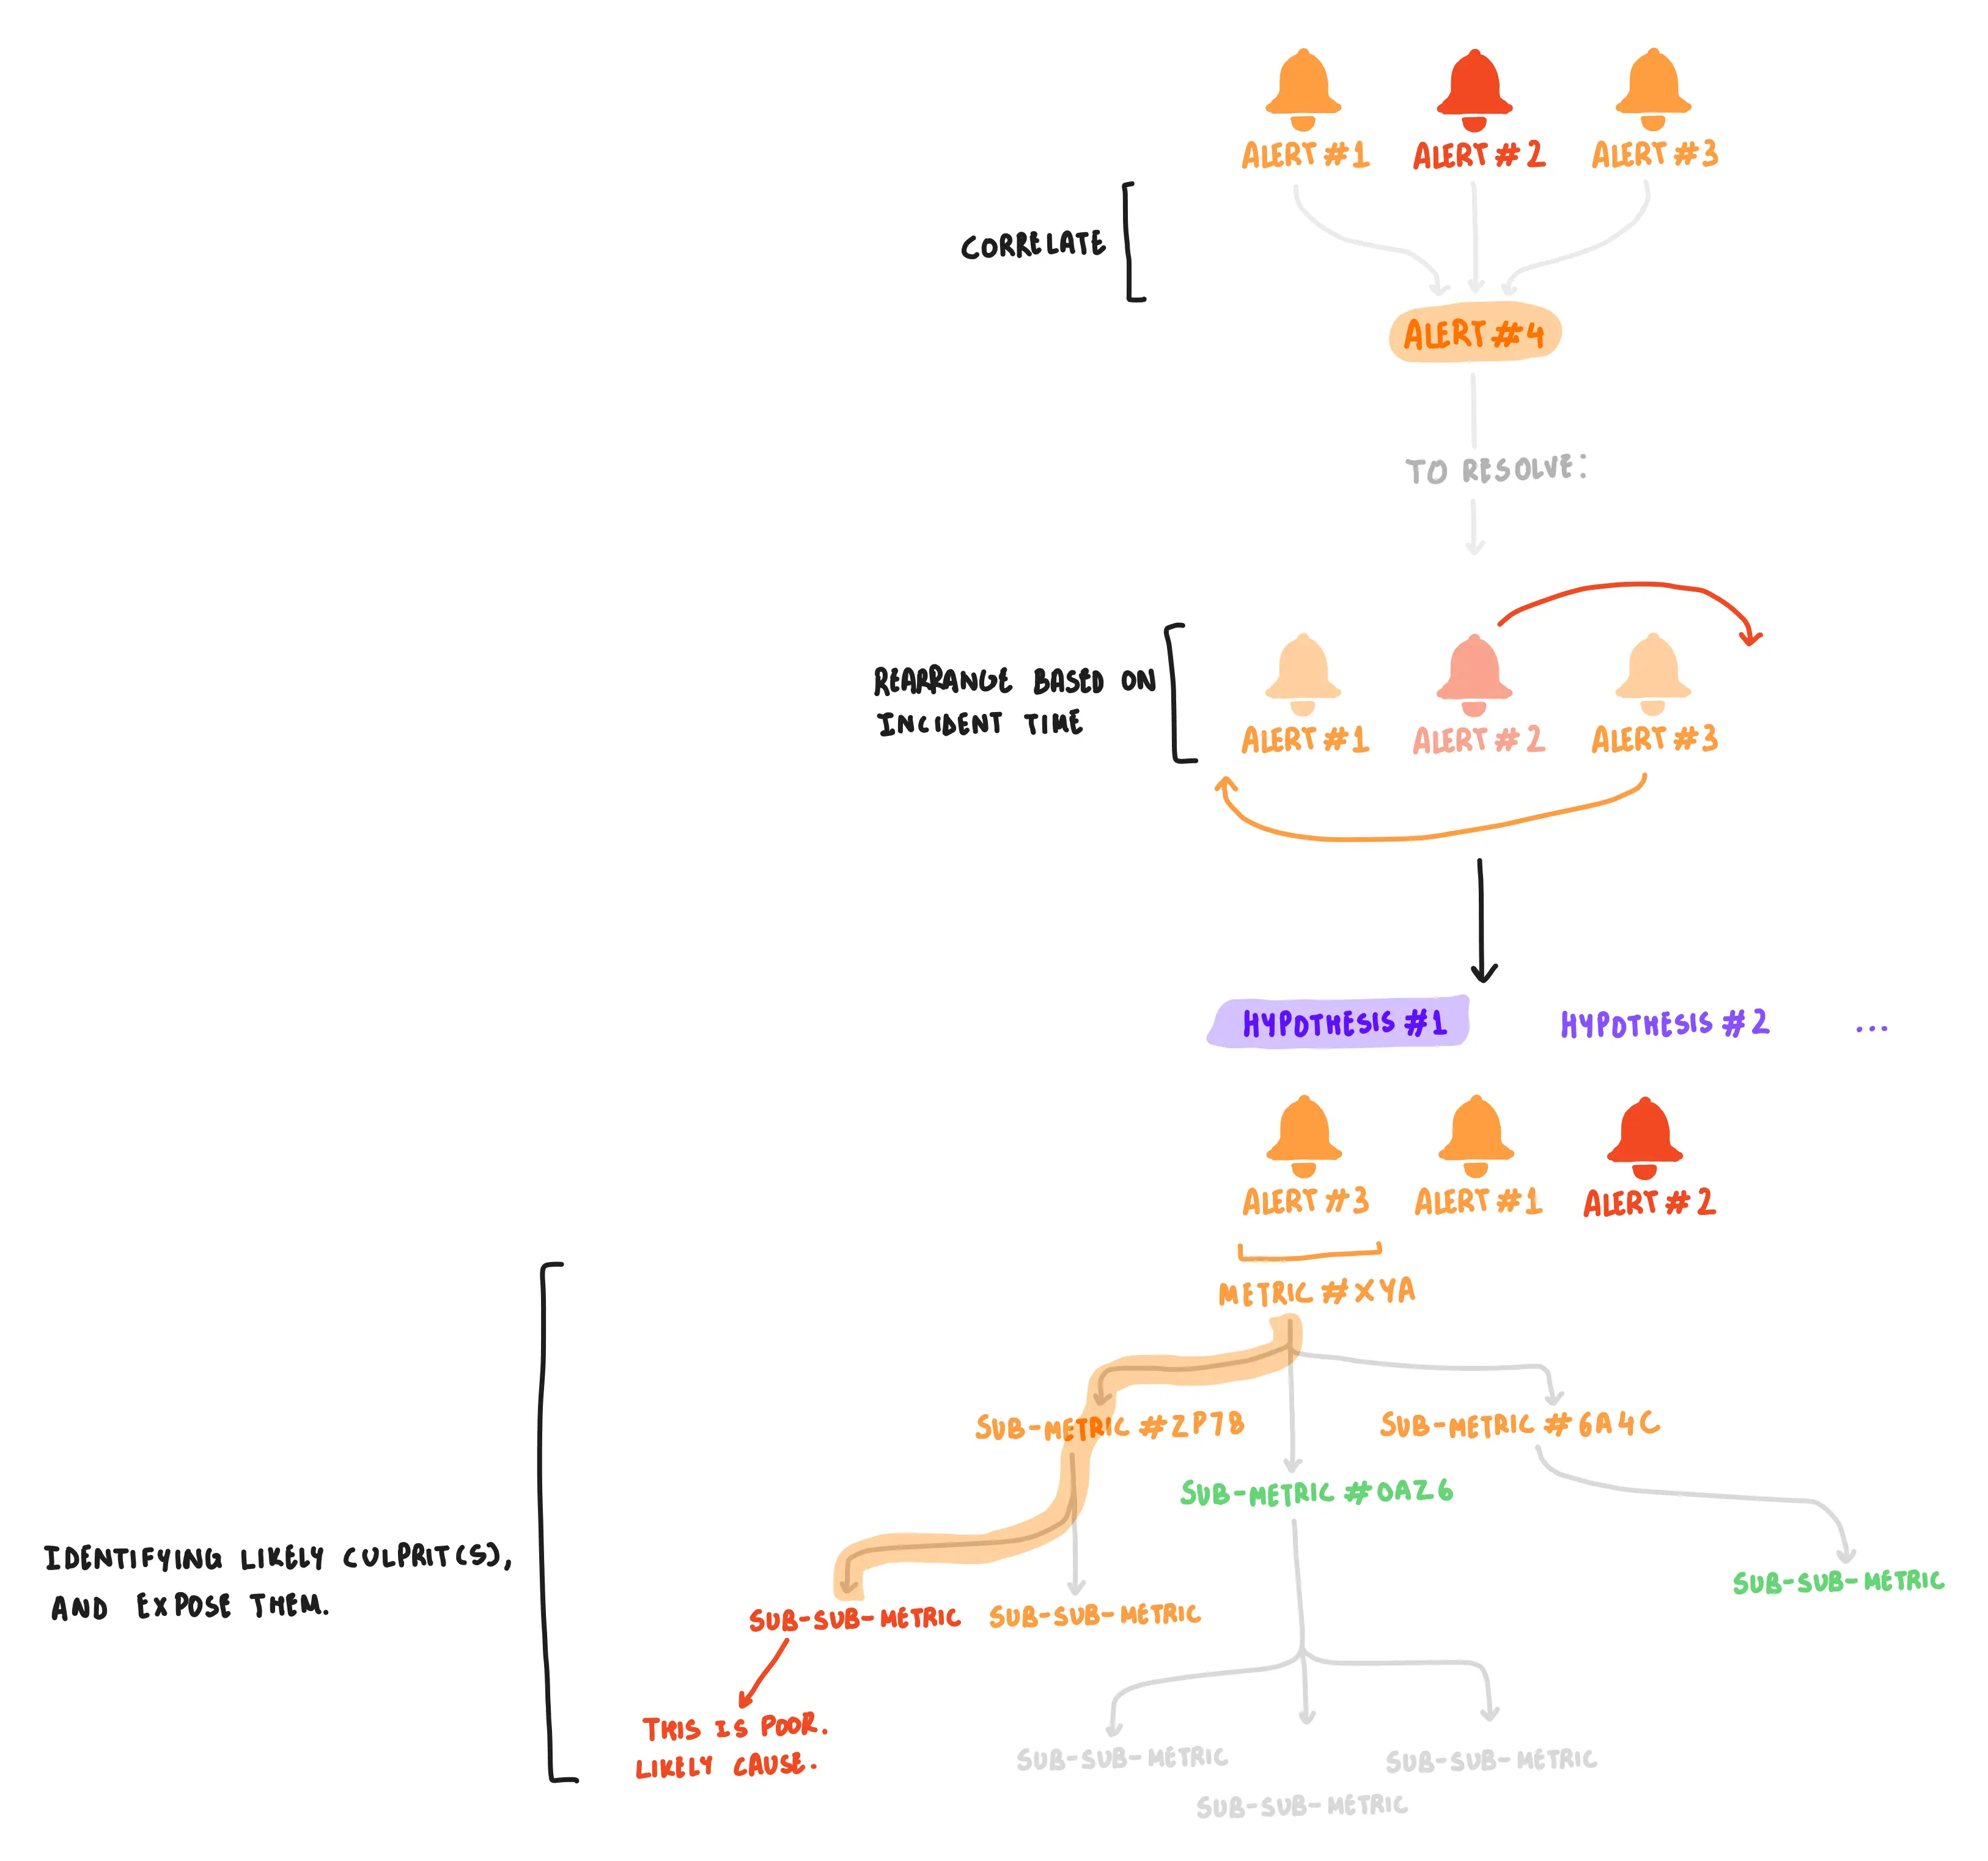 ALERT #1
ALERT #2
ALERT #3
CORRELATE
ALERT #4
TO RESOLVE:
REARRANGE BASED ON
INCIDENT TIME
ALERT #1
ALERT #2
ALERT #3
HYPOTHESIS #1
HYPOTHESIS #2
...
ALERT #3
ALERT #1
ALERT #2
METRIC #XYA
SUB-METRIC #2P78
SUB-METRIC #6A4C
SUB-METRIC #0AZ6
IDENTIFYING LIKELY CULPRIT(S),
AND EXPOSE THEM.
SUB-SUB-METRIC
SUB-SUB-METRIC
SUB-SUB-METRIC
THIS IS POOR.
LIKELY CAUSE.
SUB-SUB-METRIC
SUB-SUB-METRIC
SUB-SUB-METRIC